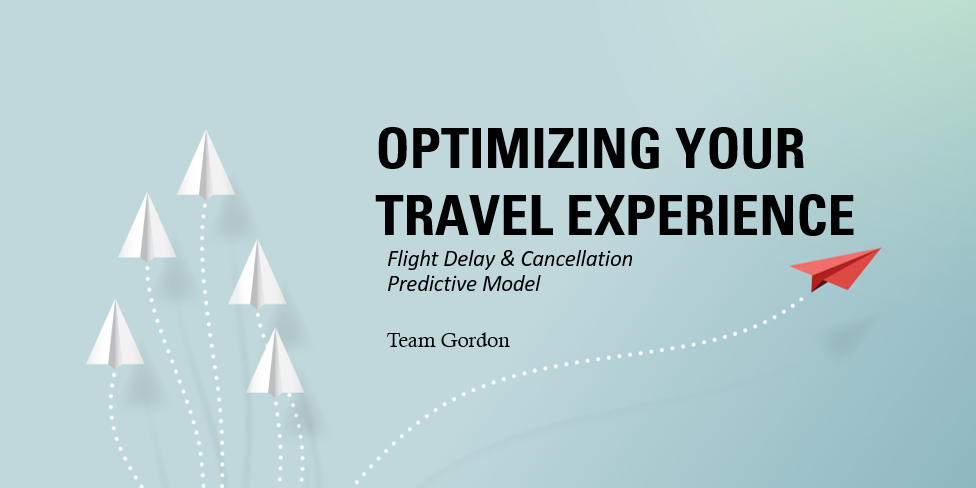 OPTIMIZING YOUR
TRAVEL EXPERIENCE
Flight Delay & Cancellation
Predictive Model
Team Gordon